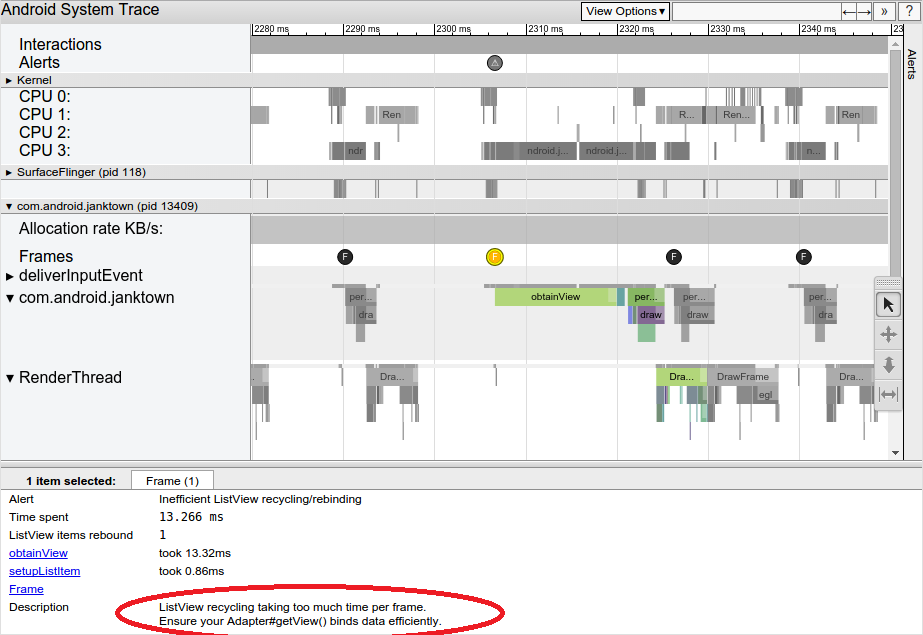 Android System Trace
View Options▾
←
→
»
?
2280 ms
2290 ms
2300 ms
2310 ms
2320 ms
2330 ms
2340 ms
23
Alerts
Interactions
Alerts
Kernel
CPU 0:
CPU 1:
Ren
R...
Ren...
Ren
CPU 2:
CPU 3:
ndr
ndroid.j...
ndroid.j...
n...
SurfaceFlinger (pid 118)
com.android.janktown (pid 13409)
Allocation rate KB/s:
Frames
F
F
F
F
deliverInputEvent
com.android.janktown
per...
obtainView
per...
per...
per...
dra
draw
draw
dra
RenderThread
.
Dra...
Dra...
DrawFrame
Dra...
egl
1 item selected:
Frame (1)
Alert
Inefficient ListView recycling/rebinding
Time spent
13.266 ms
ListView items rebound
1
obtainView
took 13.32ms
setupListItem
took 0.86ms
Frame
Description
ListView recycling taking too much time per frame.
Ensure your Adapter#getView() binds data efficiently.